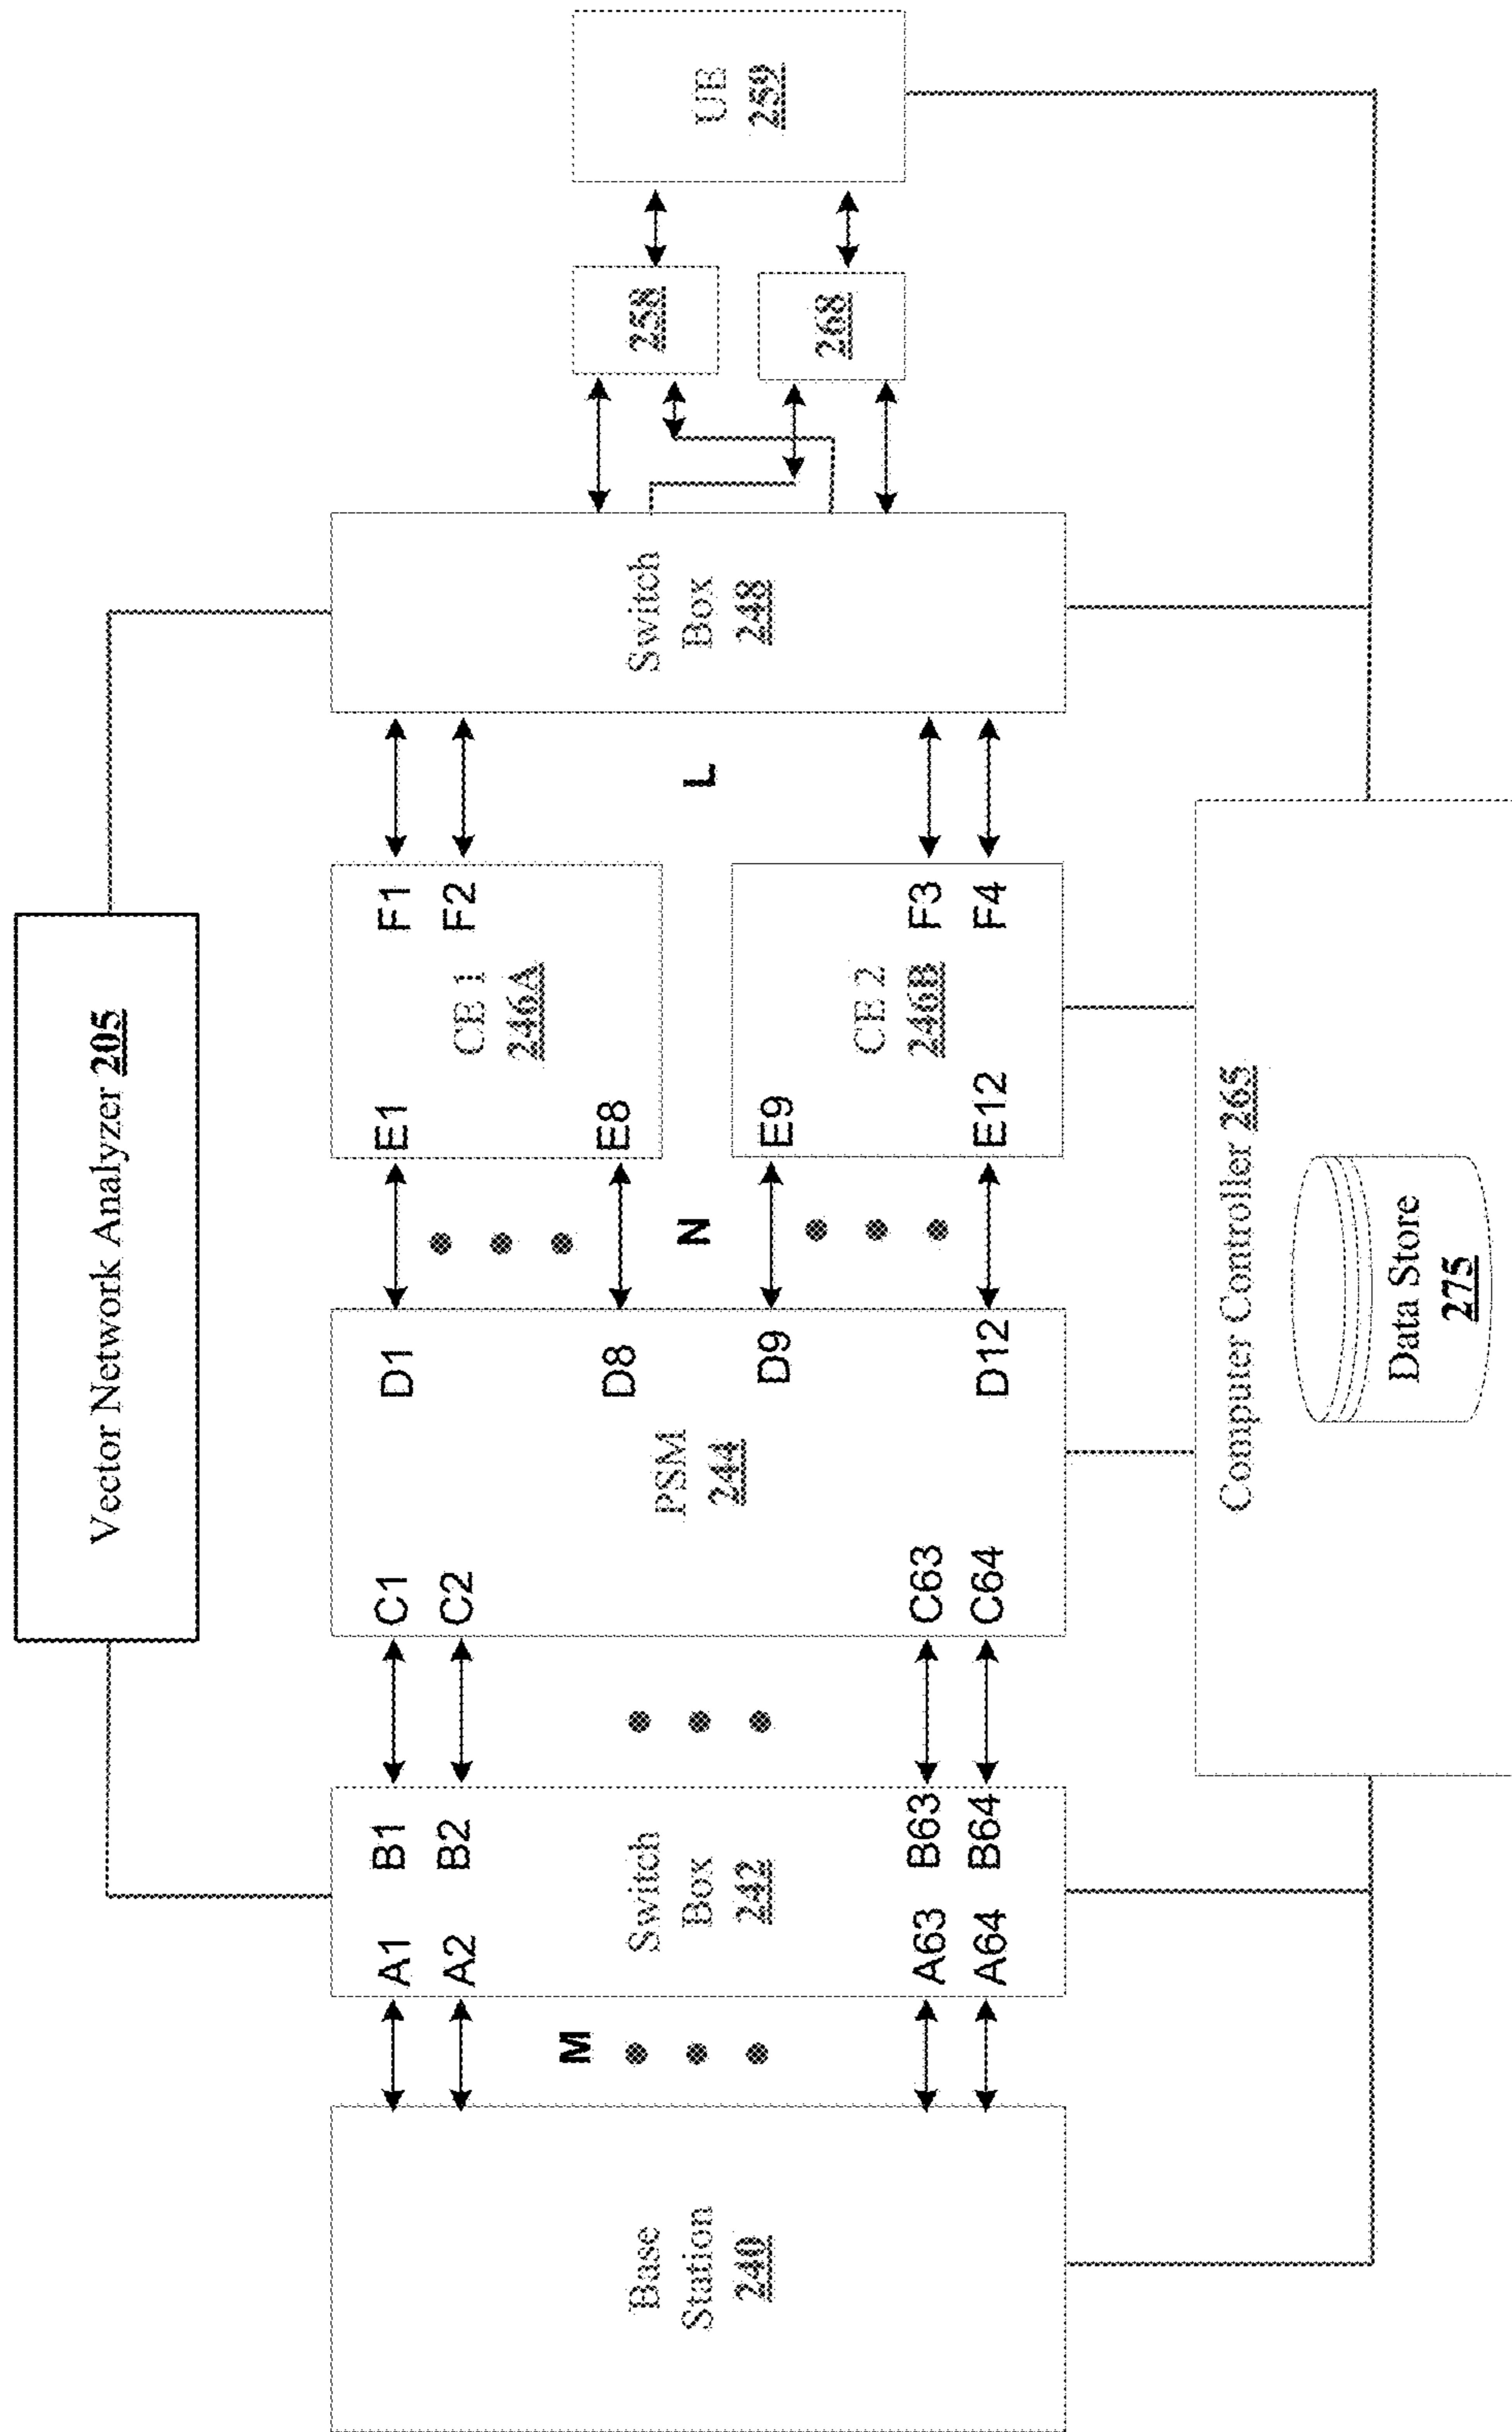 Vector Network Analyzer 205
Base
Station
240
M
A1
A2
A63
A64
Switch
Box
242
B1
B2
B63
B64
C1
C2
C63
C64
PSM
244
D1
D8
D9
D12
N
E1
E8
CE 1
246A
F1
F2
E9
E12
CE 2
246B
F3
F4
L
Switch
Box
248
258
268
UE
259
Computer Controller 265
Data Store
275